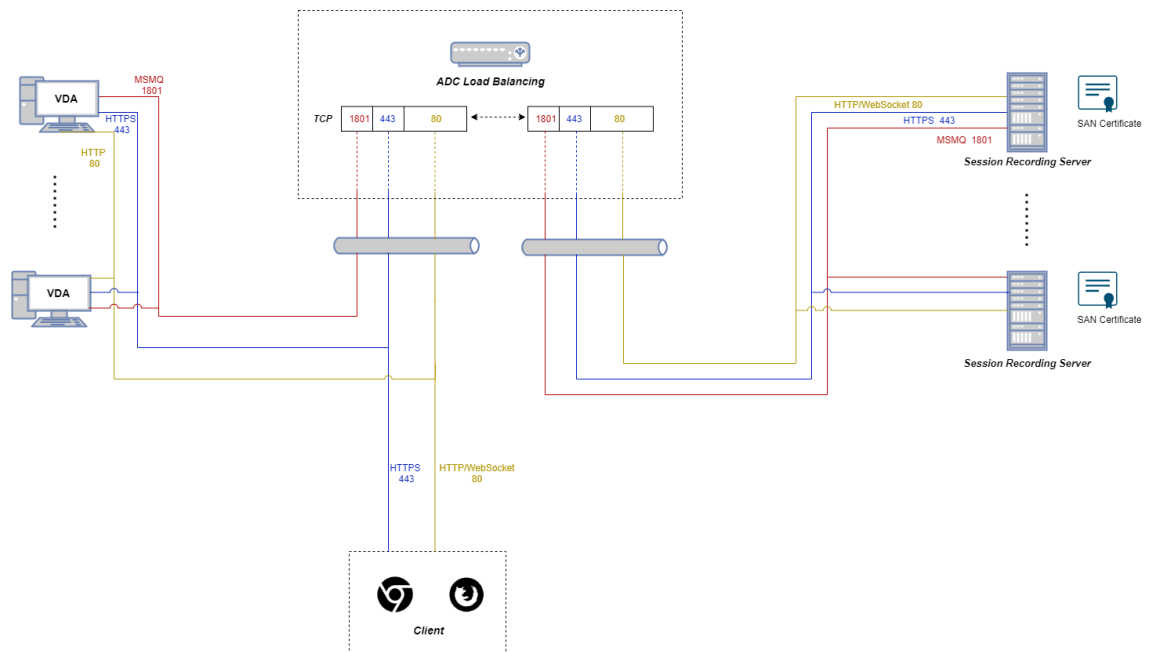 ADC Load Balancing
TCP
1801
443
80
1801
443
80
VDA
MSMQ
1801
HTTPS
443
HTTP
80
VDA
HTTP/WebSocket 80
HTTPS 443
MSMQ 1801
SAN Certificate
Session Recording Server
SAN Certificate
Session Recording Server
HTTPS
443
HTTP/WebSocket
80
Client